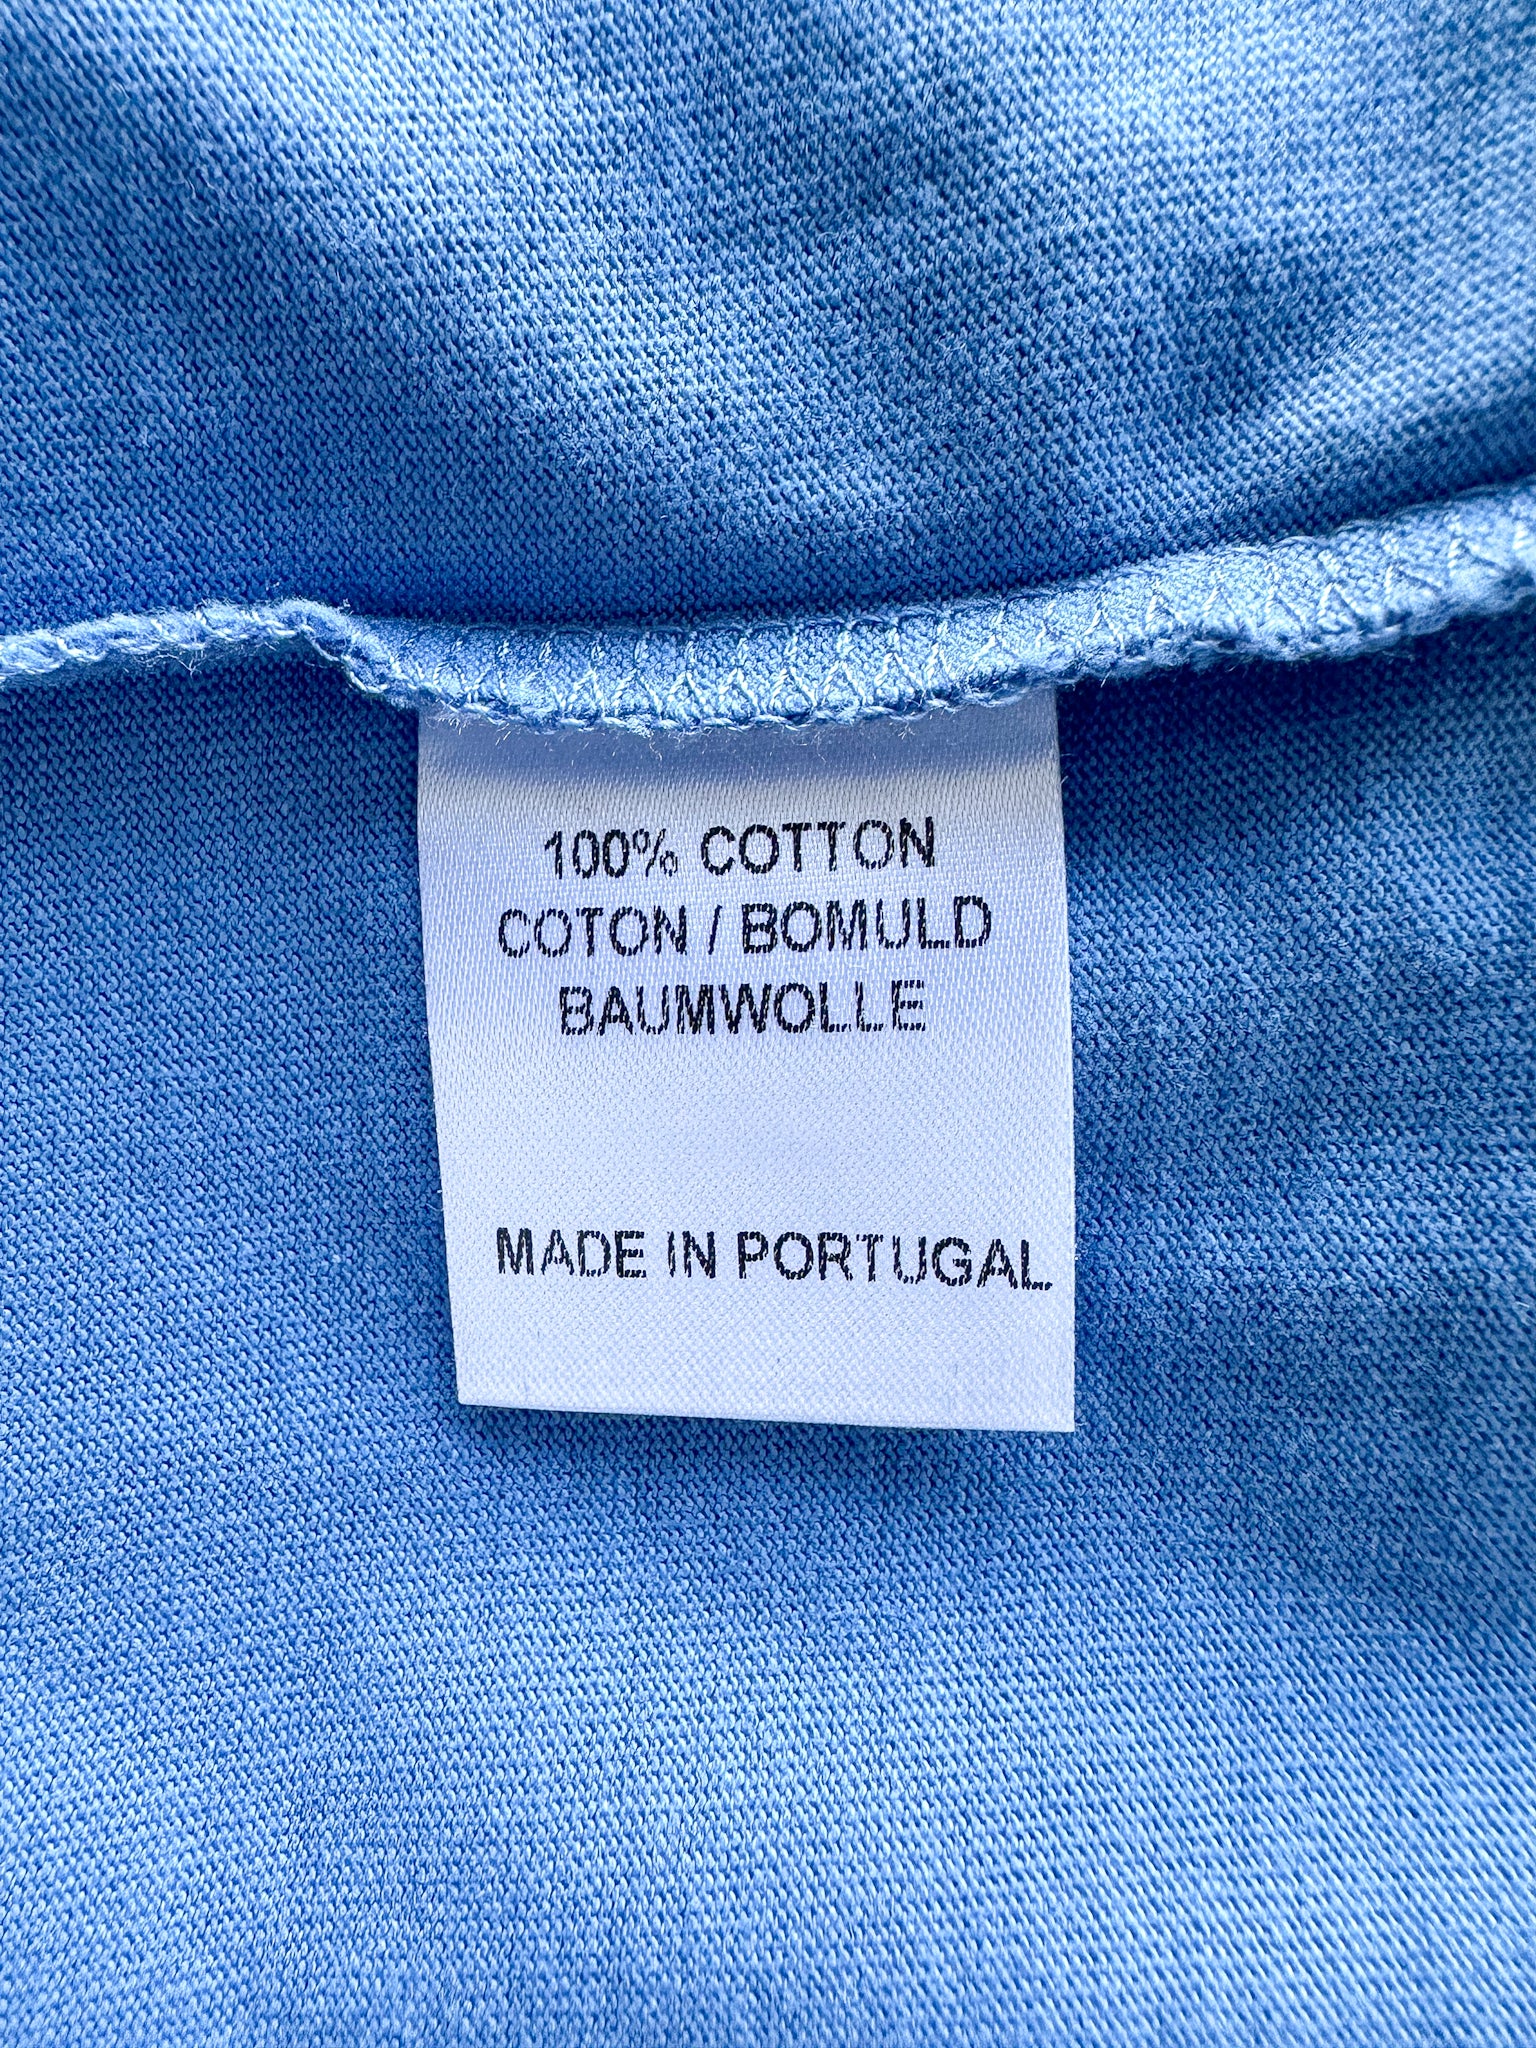 100% COTTON
COTON / BOMULD
BAUMWOLLE
MADE IN PORTUGAL